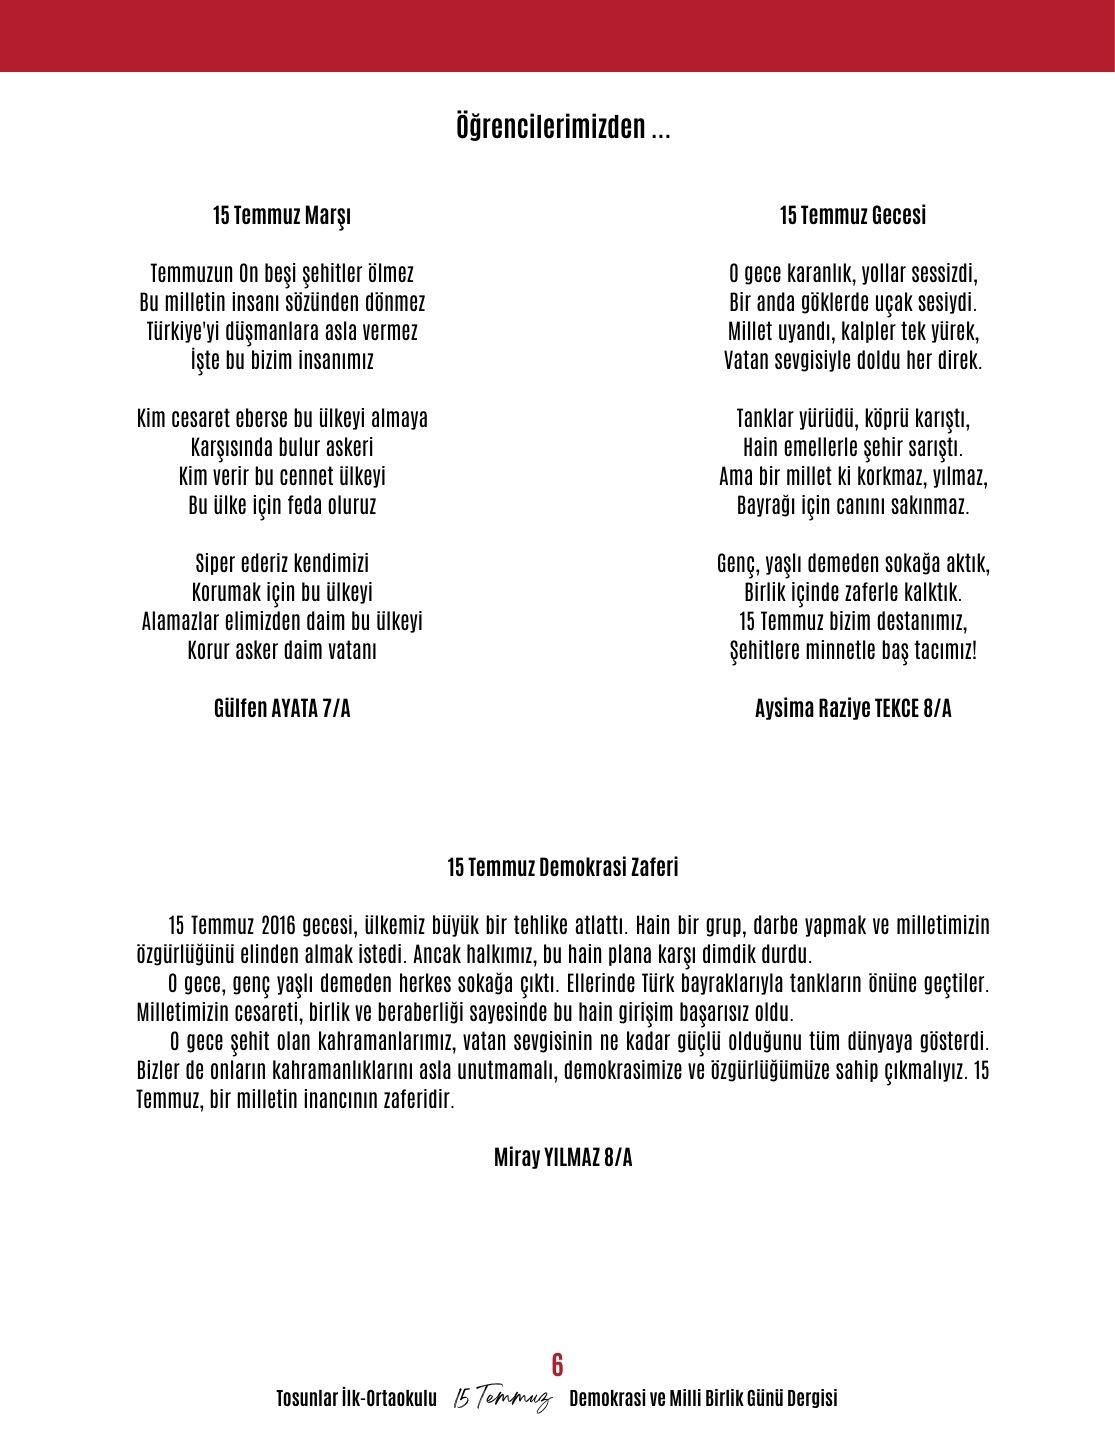 Öğrencilerimizden ...
15 Temmuz Marşı
Temmuzun On beşi şehitler ölmez
Bu milletin insanı sözünden dönmez
Türkiye'yi düşmanlara asla vermez
İşte bu bizim insanımız
Kim cesaret eberse bu ülkeyi almaya
Karşısında bulur askeri
Kim verir bu cennet ülkeyi
Bu ülke için feda oluruz
Siper ederiz kendimizi
Korumak için bu ülkeyi
Alamazlar elimizden daim bu ülkeyi
Korur asker daim vatanı
Gülfen AYATA 7/A
15 Temmuz Gecesi
O gece karanlık, yollar sessizdi,
Bir anda göklerde uçak sesiydi.
Millet uyandı, kalpler tek yürek,
Vatan sevgisiyle doldu her direk.
Tanklar yürüdü, köprü karıştı,
Hain emellerle şehir sarıştı.
Ama bir millet ki korkmaz, yılmaz,
Bayrağı için canını sakınmaz.
Genç, yaşlı demeden sokağa aktık,
Birlik içinde zaferle kalktık.
15 Temmuz bizim destanımız,
Şehitlere minnetle baş tacımız!
Aysima Raziye TEKCE 8/A
15 Temmuz Demokrasi Zaferi
15 Temmuz 2016 gecesi, ülkemiz büyük bir tehlike atlattı. Hain bir grup, darbe yapmak ve milletimizin
özgürlüğünü elinden almak istedi. Ancak halkımız, bu hain plana karşı dimdik durdu.
O gece, genç yaşlı demeden herkes sokağa çıktı. Ellerinde Türk bayraklarıyla tankların önüne geçtiler.
Milletimizin cesareti, birlik ve beraberliği sayesinde bu hain girişim başarısız oldu.
O gece şehit olan kahramanlarımız, vatan sevgisinin ne kadar güçlü olduğunu tüm dünyaya gösterdi.
Bizler de onların kahramanlıklarını asla unutmamalı, demokrasimize ve özgürlüğümüze sahip çıkmalıyız. 15
Temmuz, bir milletin inancının zaferidir.
Miray YILMAZ 8/A
6
Tosunlar İlk-Ortaokulu 15 Temmuz Demokrasi ve Milli Birlik Günü Dergisi